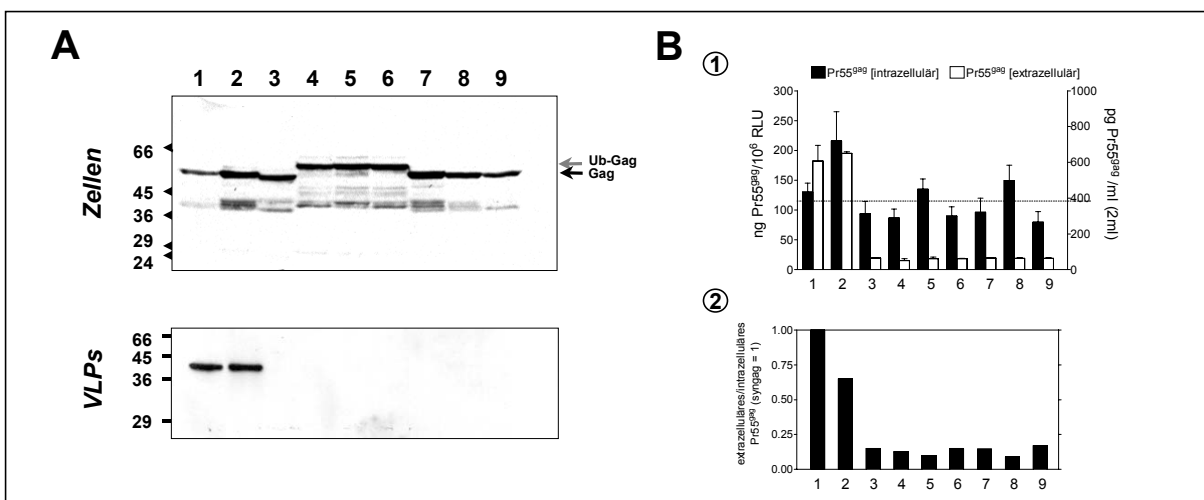 A
1 2 3 4 5 6 7 8 9
Zellen
66
45
36
29
24
Ub-Gag
Gag
VLPs
66
45
36
29
B
1
Pr55gag [intrazellulär] Pr55gag [extrazellulär]
ng Pr55gag/10⁶ RLU
300
250
200
150
100
50
0
pg Pr55gag /ml (2ml)
1000
800
600
400
200
0
1 2 3 4 5 6 7 8 9
2
extrazelluläres/intrazelluläres
Pr55gag (syngag = 1)
1.00
0.75
0.50
0.25
0.00
1 2 3 4 5 6 7 8 9